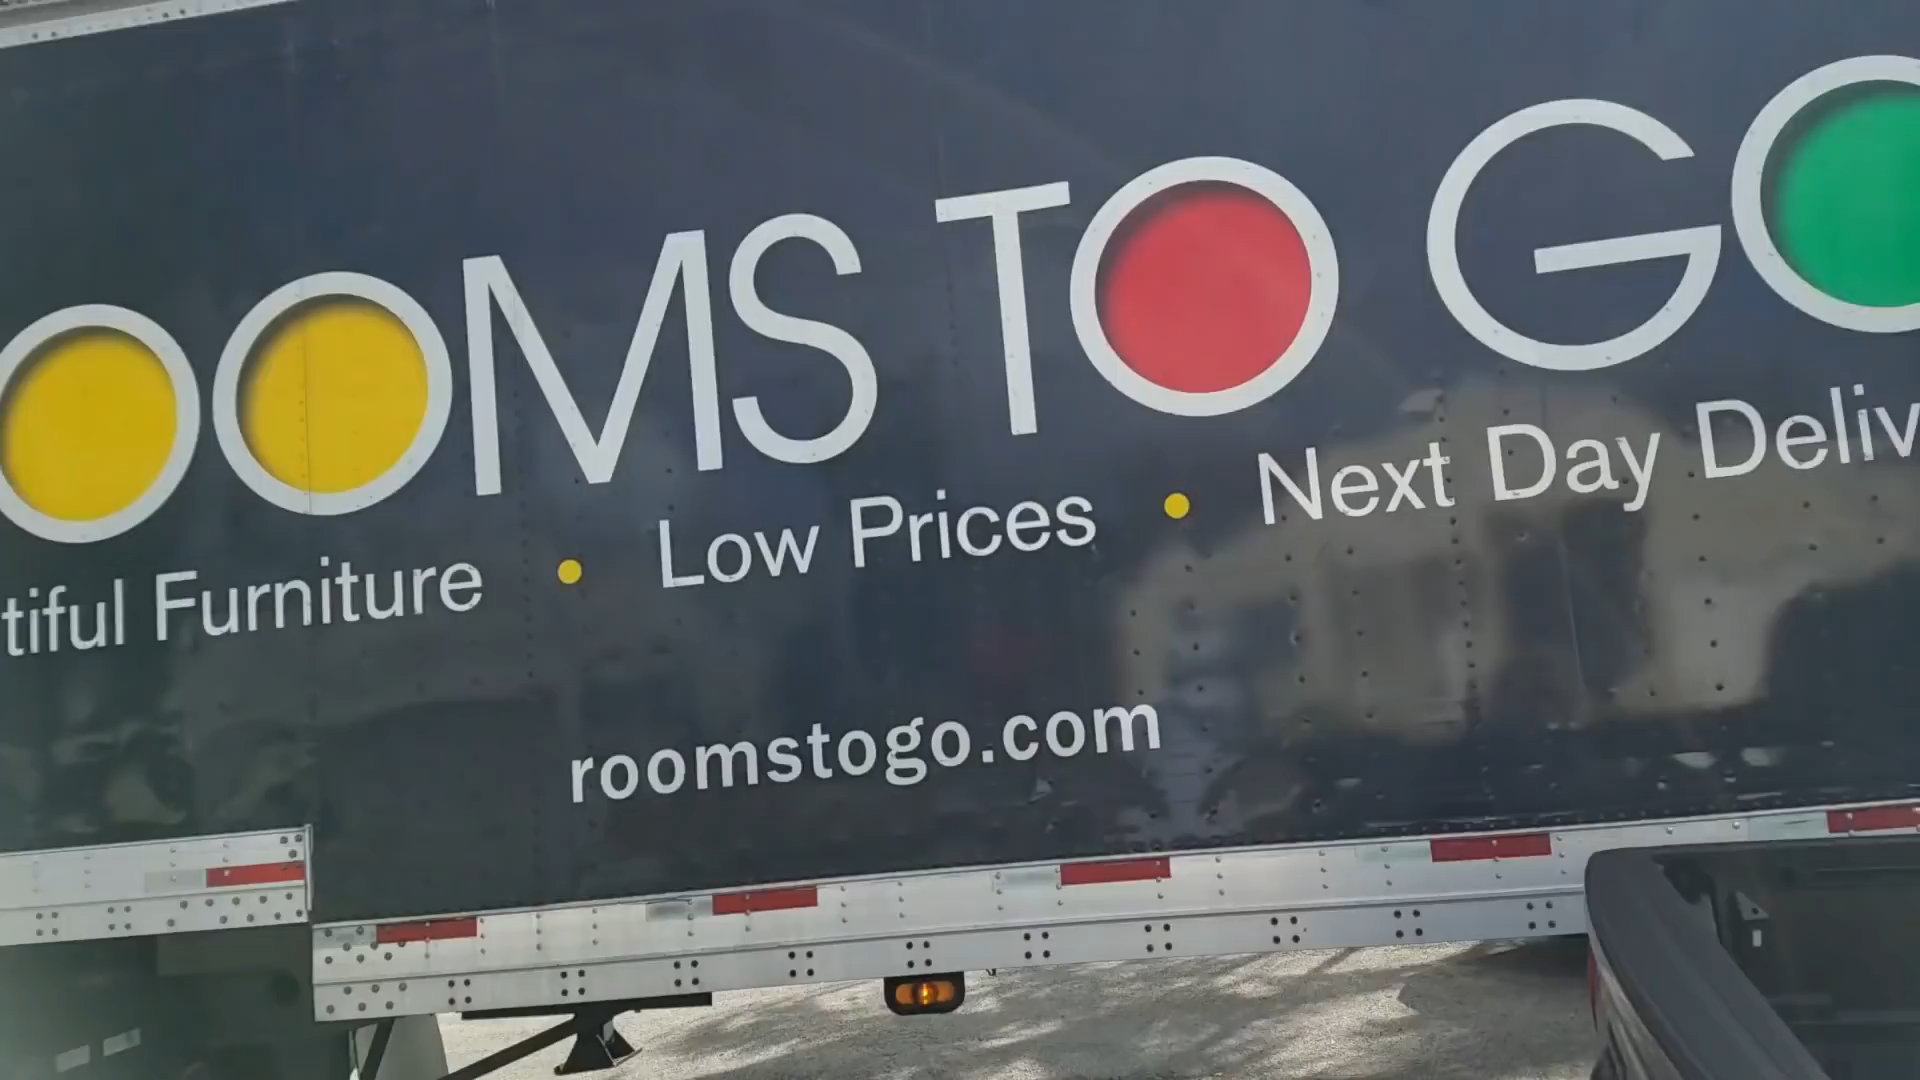 OOMS TO GO
tiful Furniture • Low Prices • Next Day Deliv
roomstogo.com